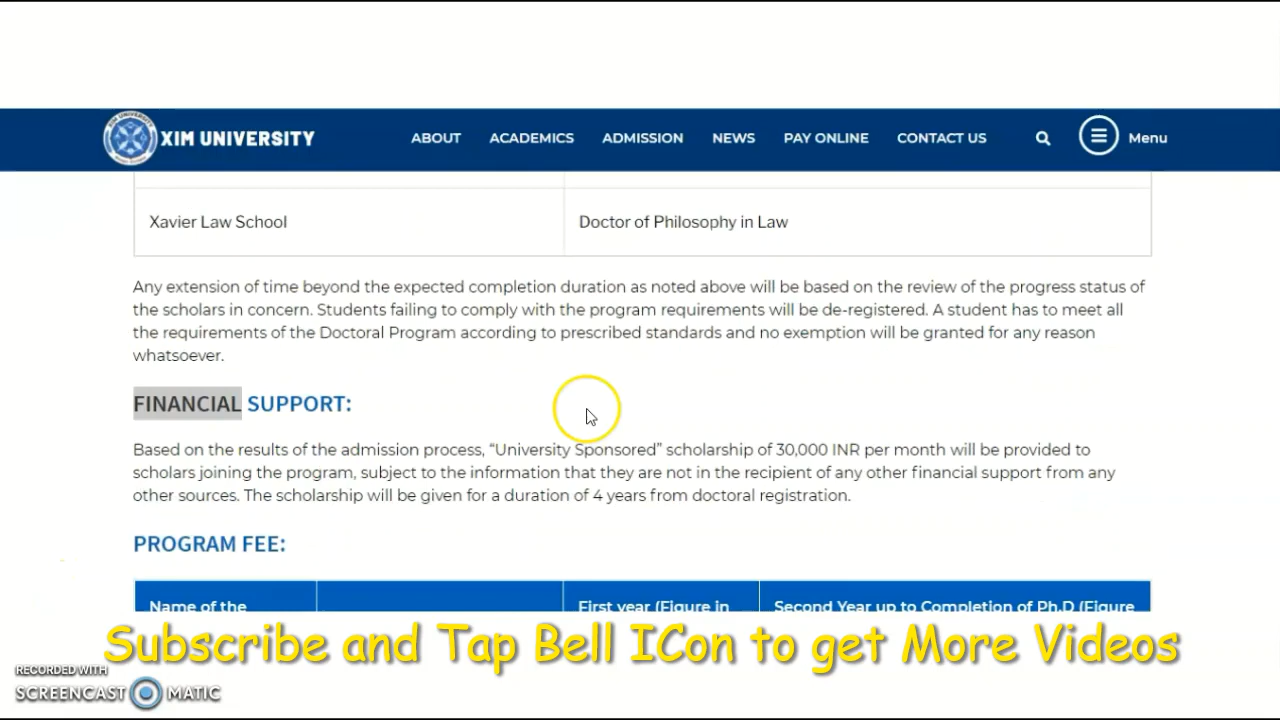 XIM UNIVERSITY
ABOUT ACADEMICS ADMISSION NEWS PAY ONLINE CONTACT US Menu
Xavier Law School Doctor of Philosophy in Law
Any extension of time beyond the expected completion duration as noted above will be based on the review of the progress status of
the scholars in concern. Students failing to comply with the program requirements will be de-registered. A student has to meet all
the requirements of the Doctoral Program according to prescribed standards and no exemption will be granted for any reason
whatsoever.
FINANCIAL SUPPORT:
Based on the results of the admission process, “University Sponsored” scholarship of 30,000 INR per month will be provided to
scholars joining the program, subject to the information that they are not in the recipient of any other financial support from any
other sources. The scholarship will be given for a duration of 4 years from doctoral registration.
PROGRAM FEE:
Name of the First year (Figure in Second Year up to Completion of Ph.D (Figure
Subscribe and Tap Bell ICon to get More Videos
RECORDED WITH
SCREENCAST MATIC